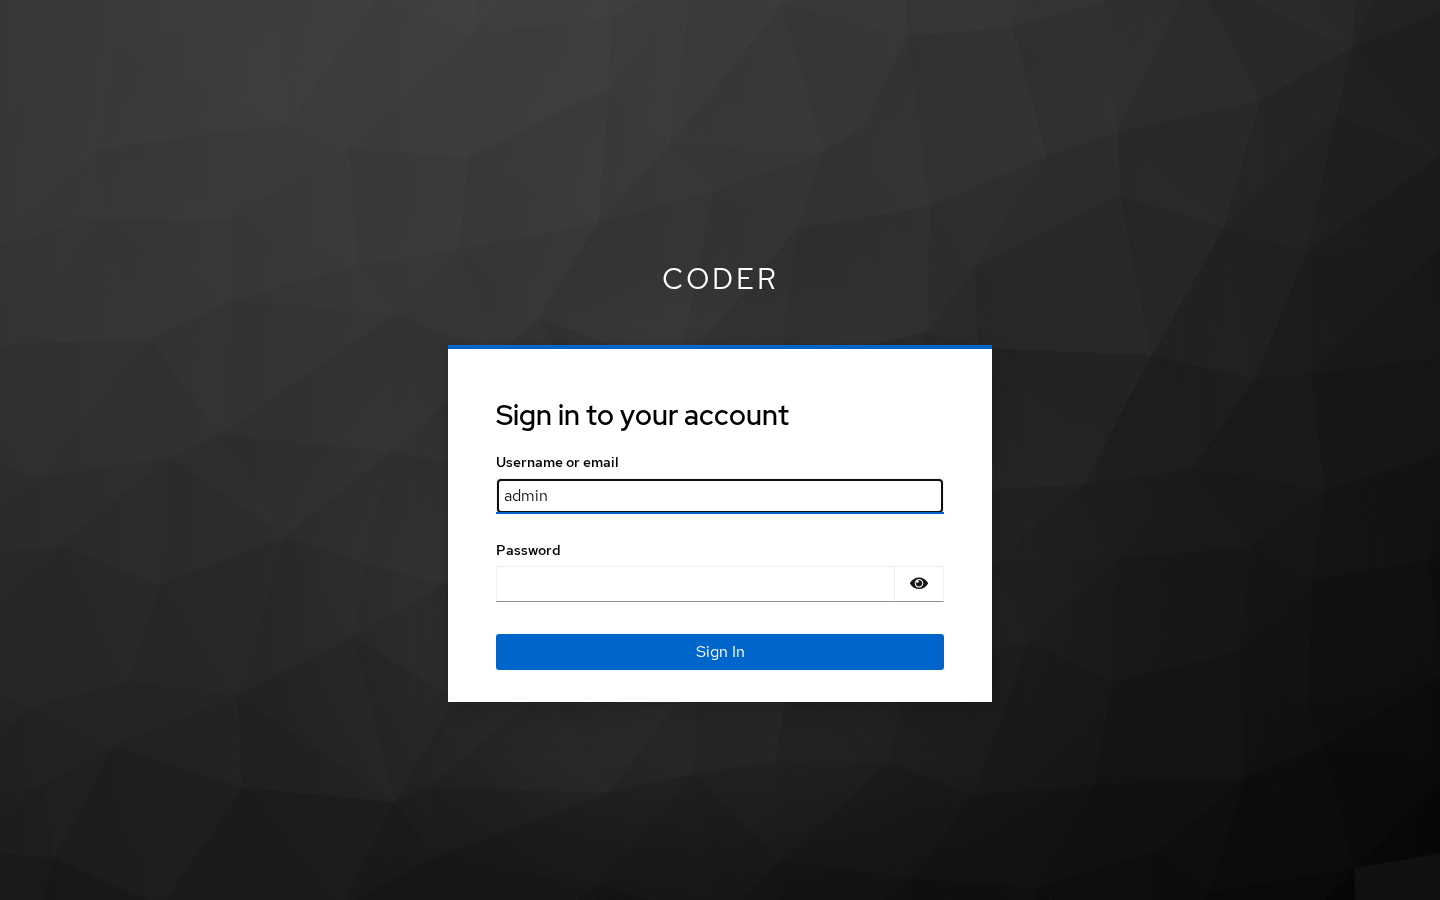 CODER
Sign in to your account
Username or email
admin
Password
Sign In